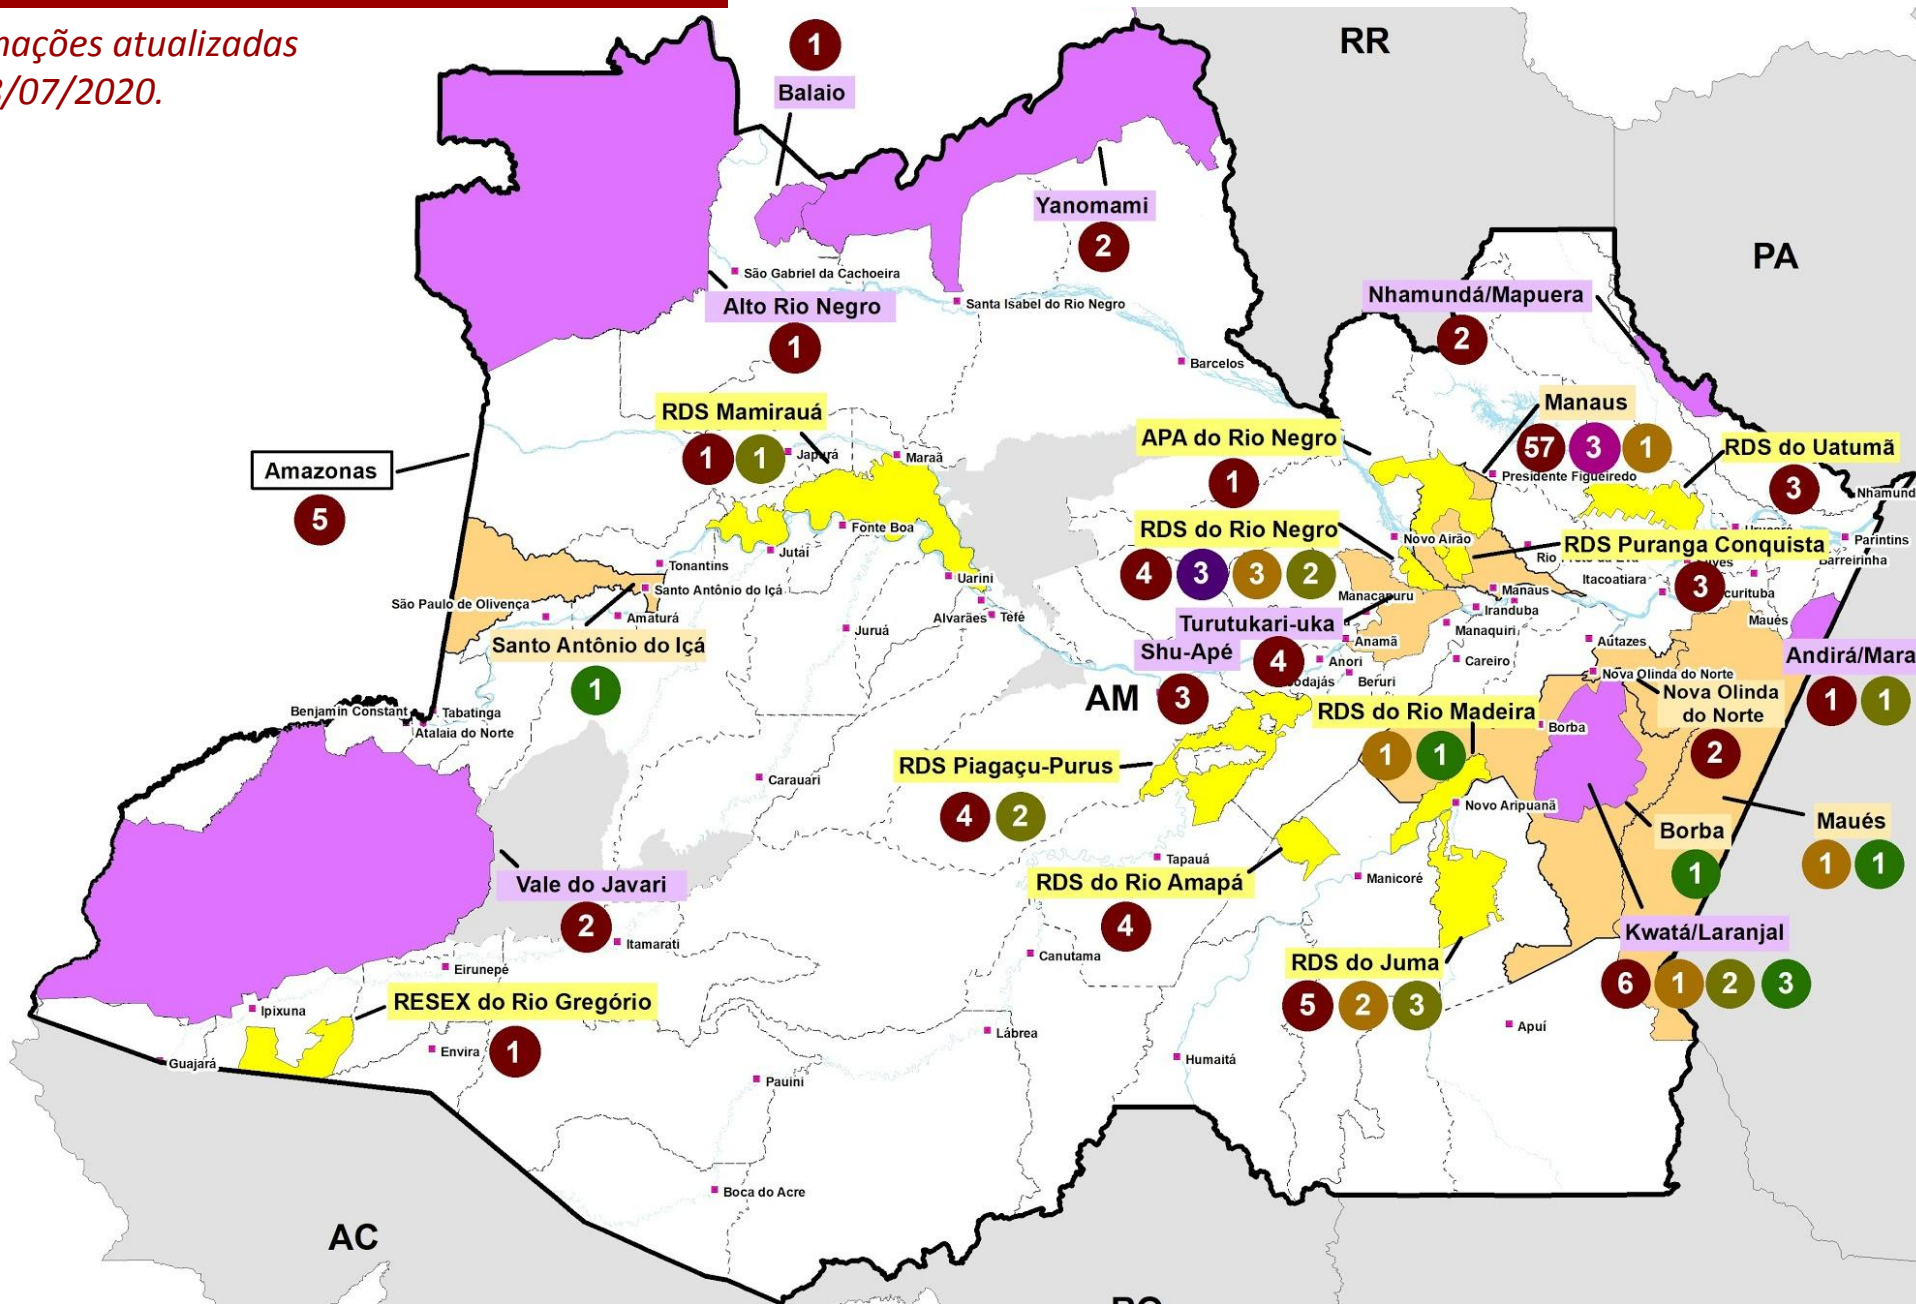 mações atualizadas
/07/2020.
1
Balaio
RR
Yanomami
2
PA
São Gabriel da Cachoeira
Alto Rio Negro
1
Santa Isabel do Rio Negro
Nhamundá/Mapuera
2
Barcelos
RDS Mamirauá
1 1
Japurá
Maraã
Manaus
57 3 1
APA do Rio Negro
1
RDS do Uatumã
3
Presidente Figueiredo
Nhamund
Amazonas
5
Fonte Boa
Jutaí
RDS do Rio Negro
4 3 3 2
Novo Airão
RDS Puranga Conquista
3
Rio
Parintins
Barreirinha
Itacoatiara
Tonantins
Santo Antônio do Içá
Uarini
Manacapuru
Manaus
Iranduba
São Paulo de Olivença
Amaturá
Alvarães
Tefé
Juruá
Turutukari-uka
4
Manaquiri
Maués
Anamã
Autazes
Santo Antônio do Içá
1
Shu-Apé
3
Anori
Beruri
Careiro
Nova Olinda do Norte
Andirá/Mara
1 1
AM
Nova Olinda
do Norte
2
Benjamin Constant
Tabatinga
Atalaia do Norte
RDS do Rio Madeira
1 1
Borba
RDS Piagaçu-Purus
4 2
Carauari
Novo Aripuanã
Borba
1
Maués
1 1
Tapauá
Manicoré
RDS do Rio Amapá
4
Vale do Javari
2
Itamarati
Kwatá/Laranjal
6 1 2 3
Canutama
RDS do Juma
5 2 3
Eirunepé
RESEX do Rio Gregório
1
Ipixuna
Apuí
Lábrea
Envira
Guajará
Humaitá
Pauini
Boca do Acre
AC